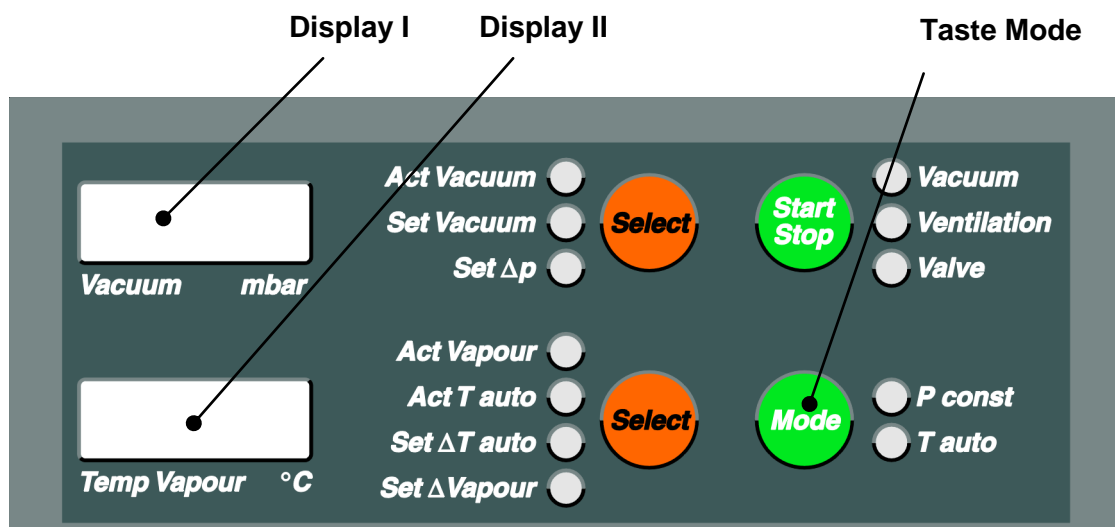 Display I
Display II
Taste Mode
Act Vacuum
Set Vacuum
Set Δp
Select
Start
Stop
Vacuum
Ventilation
Valve
Vacuum mbar
Act Vapour
Act T auto
Set ΔT auto
Set ΔVapour
Select
Mode
P const
T auto
Temp Vapour °C